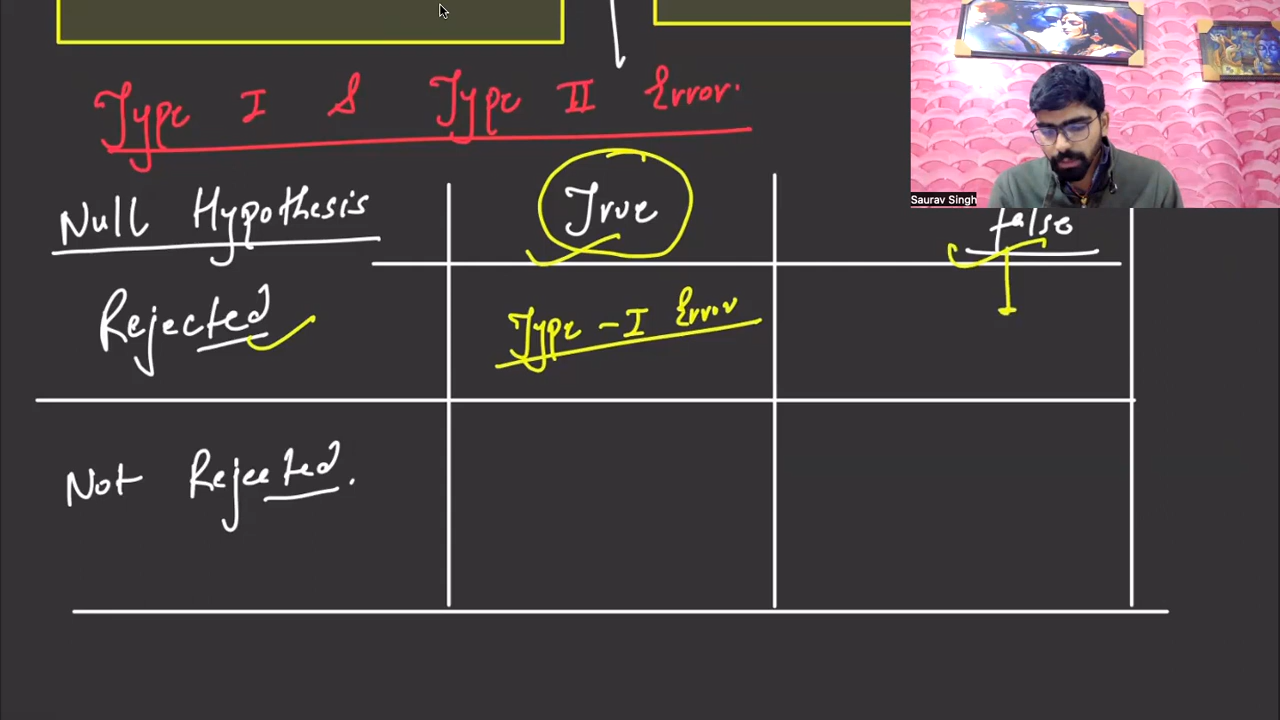 Type I & Type II Error.
Saurav Singh
Null Hypothesis True False
Rejected Type - I Error
Not Rejected.